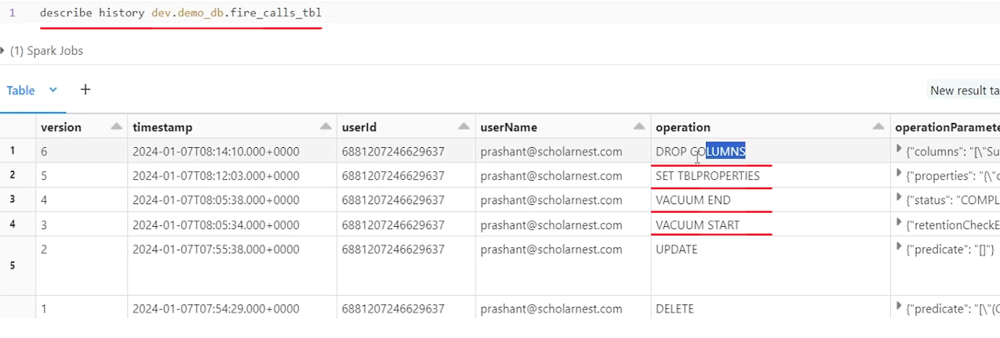 1 describe history dev.demo_db.fire_calls_tbl
(1) Spark Jobs
Table +
New result ta
version timestamp userId userName operation operationParamete
1 6 2024-01-07T08:14:10.000+0000 6881207246629637 prashant@scholarnest.com DROP COLUMNS {"columns": "[\"Su
2 5 2024-01-07T08:12:03.000+0000 6881207246629637 prashant@scholarnest.com SET TBLPROPERTIES {"properties": "{\"c
3 4 2024-01-07T08:05:38.000+0000 6881207246629637 prashant@scholarnest.com VACUUM END {"status": "COMPL
4 3 2024-01-07T08:05:34.000+0000 6881207246629637 prashant@scholarnest.com VACUUM START {"retentionCheckE
5 2 2024-01-07T07:55:38.000+0000 6881207246629637 prashant@scholarnest.com UPDATE {"predicate": "[]"}
1 2024-01-07T07:54:29.000+0000 6881207246629637 prashant@scholarnest.com DELETE {"predicate": "[\"(C